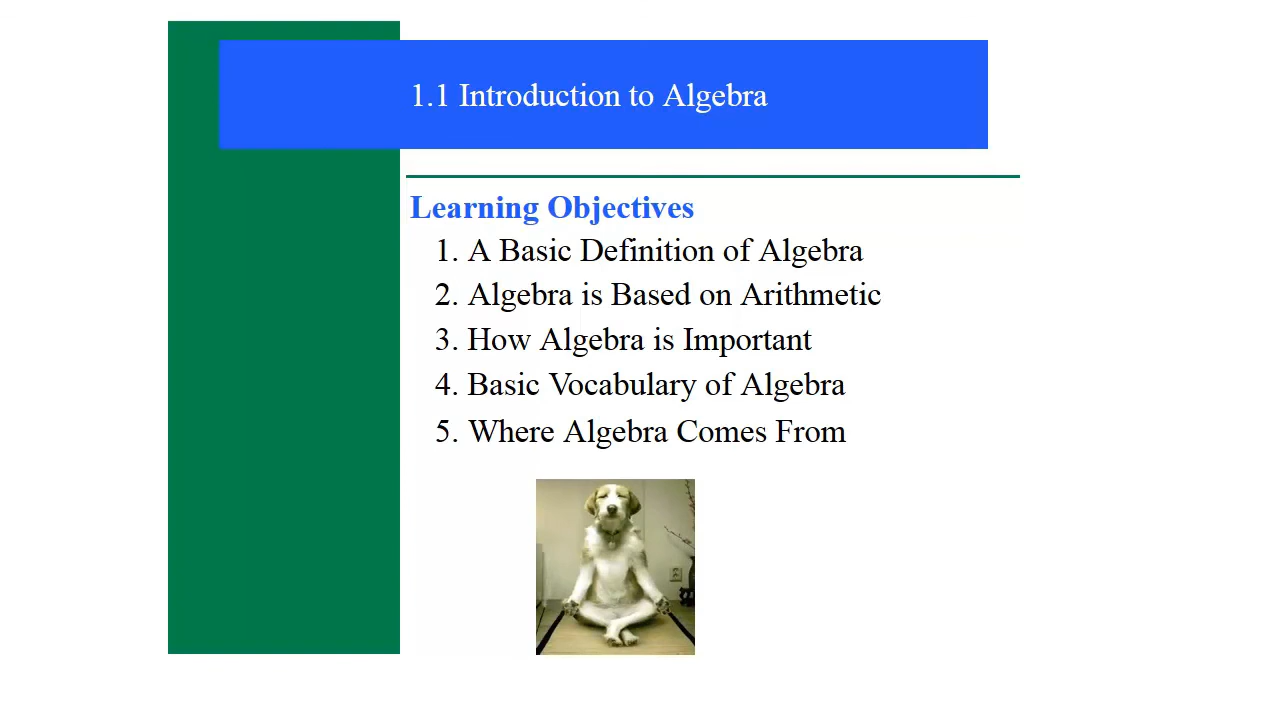 1.1 Introduction to Algebra
Learning Objectives
1. A Basic Definition of Algebra
2. Algebra is Based on Arithmetic
3. How Algebra is Important
4. Basic Vocabulary of Algebra
5. Where Algebra Comes From